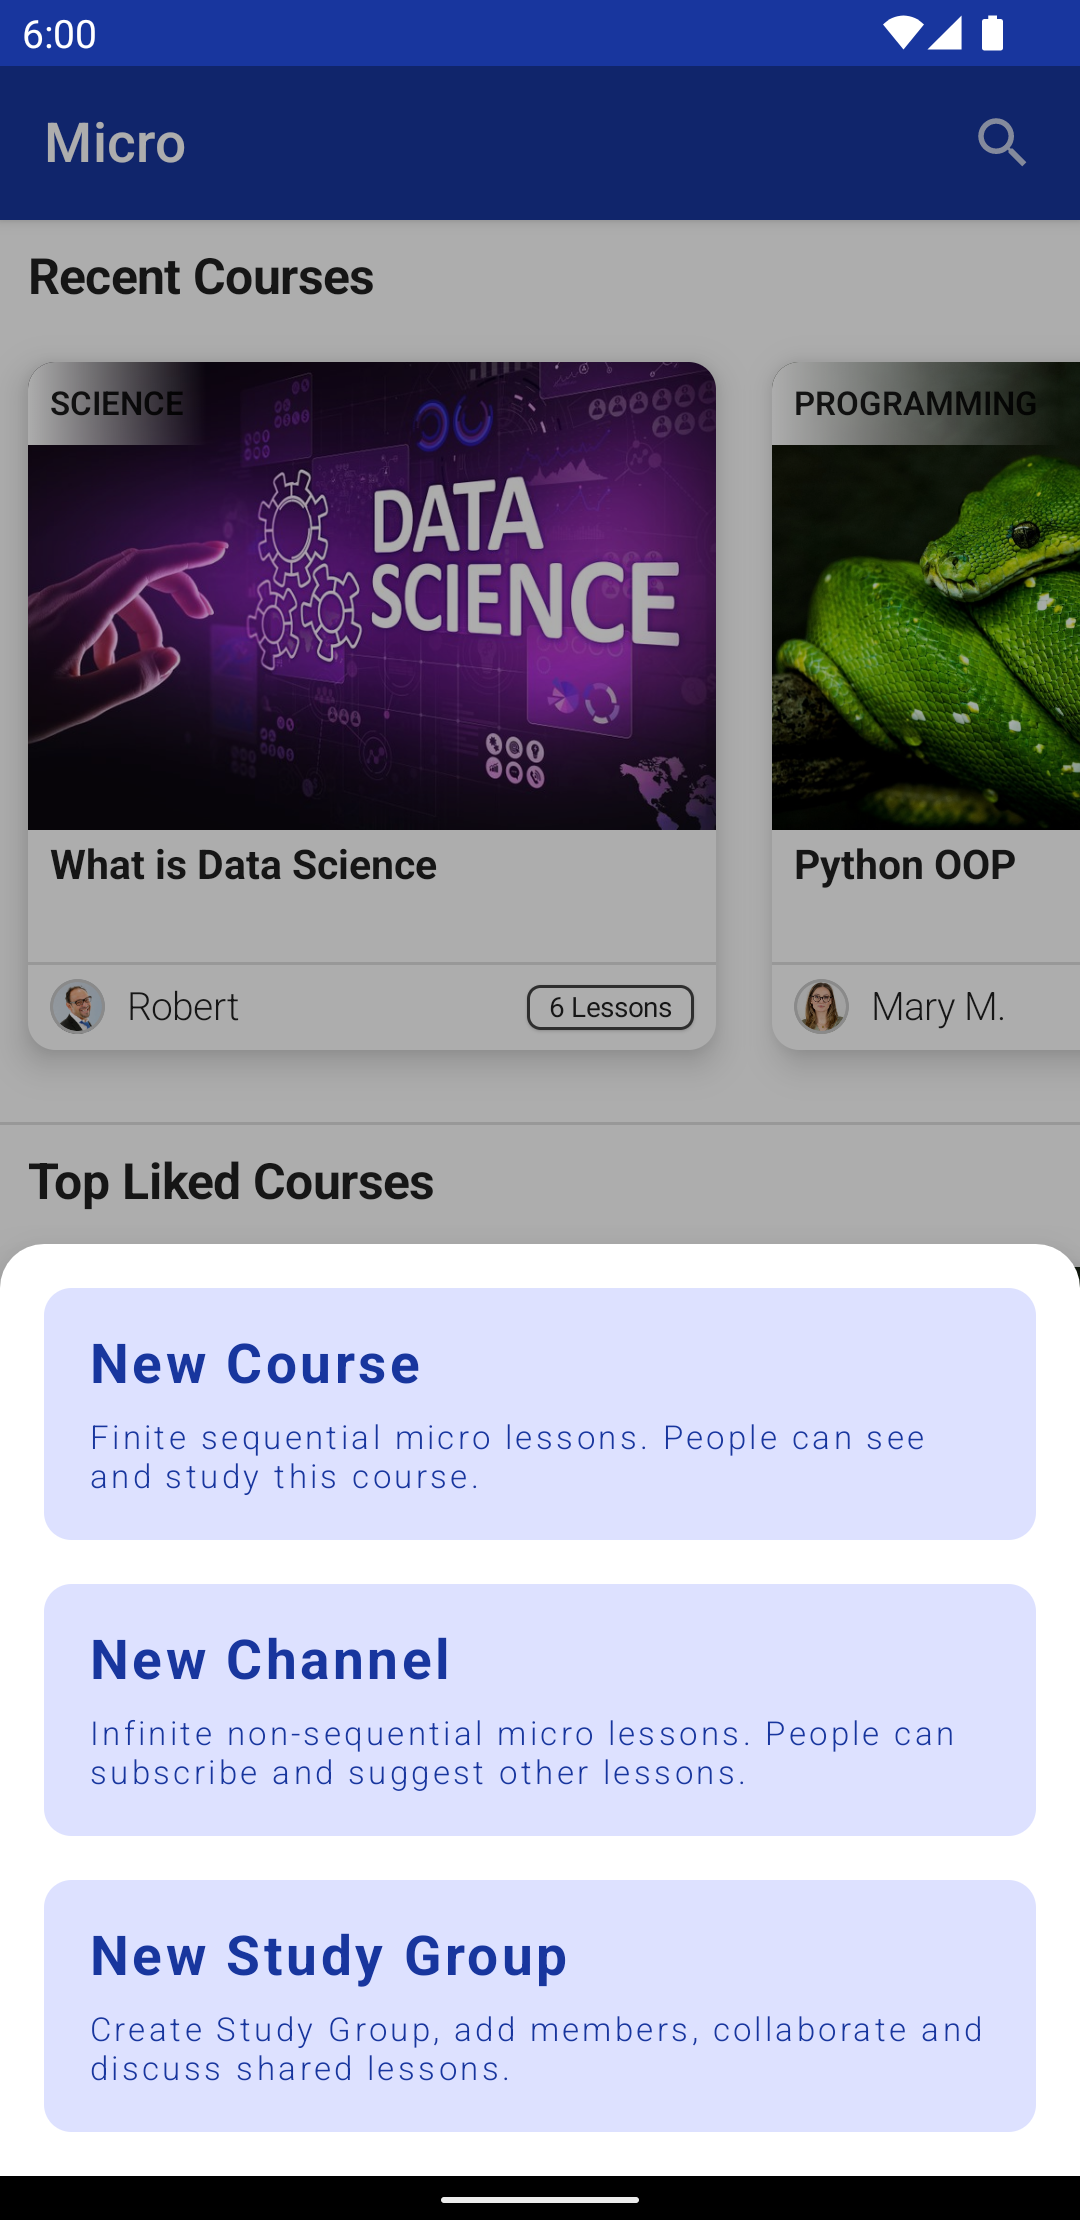 6:00
Micro
Recent Courses
SCIENCE
DATA
SCIENCE
What is Data Science
Robert
6 Lessons
PROGRAMMING
Python OOP
Mary M.
Top Liked Courses
New Course
Finite sequential micro lessons. People can see
and study this course.
New Channel
Infinite non-sequential micro lessons. People can
subscribe and suggest other lessons.
New Study Group
Create Study Group, add members, collaborate and
discuss shared lessons.